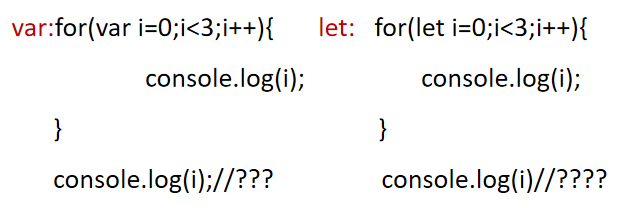 var:for(var i=0;i<3;i++){
console.log(i);
}
console.log(i);//???
let: for(let i=0;i<3;i++){
console.log(i);
}
console.log(i)//????